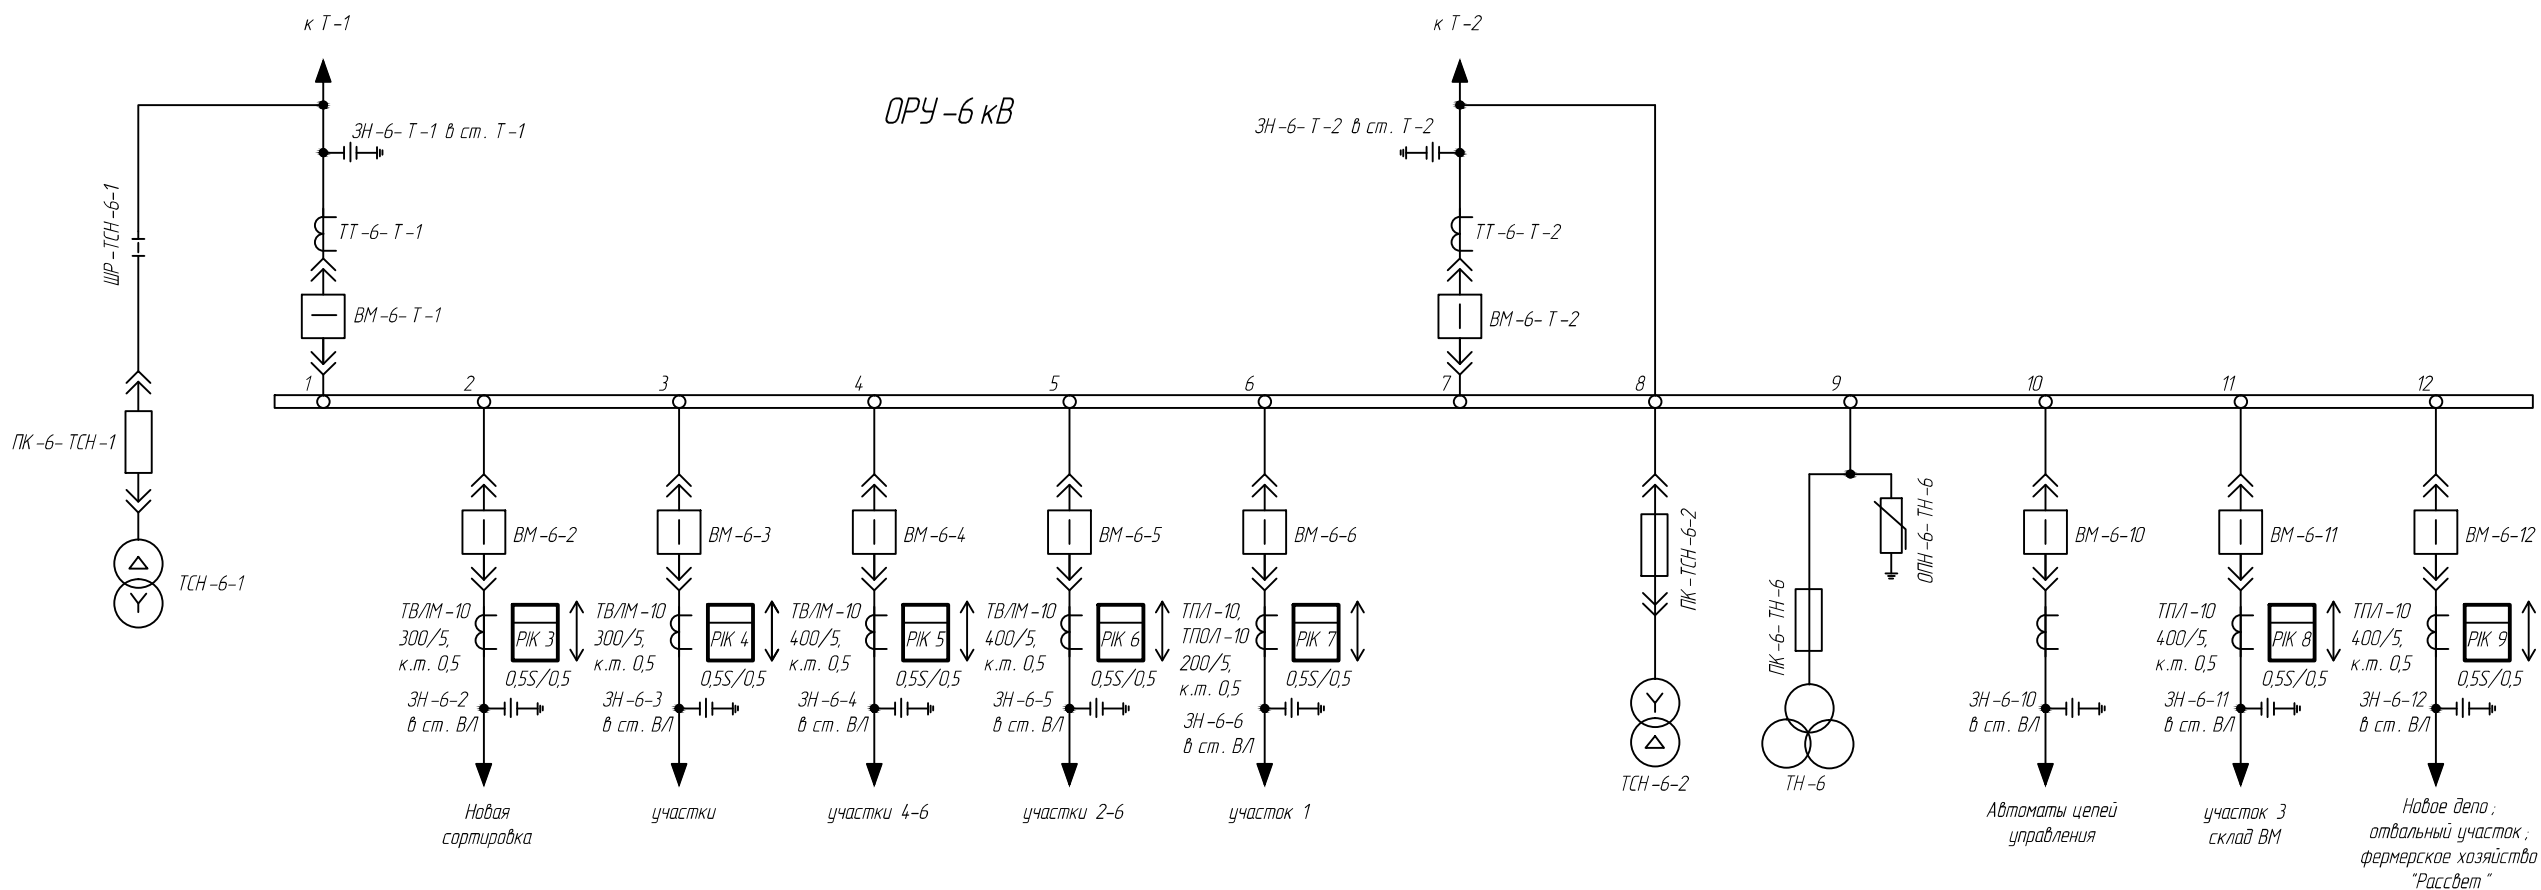 к Т-1
к Т-2
ОРУ-6 кВ
ЗН-6-Т-1 в ст. Т-1
ЗН-6-Т-2 в ст. Т-2
ШР-ТСН-6-1
ТТ-6-Т-1
ТТ-6-Т-2
ВМ-6-Т-1
ВМ-6-Т-2
1
2
3
4
5
6
7
8
9
10
11
12
ПК-6-ТСН-1
ТСН-6-1
ВМ-6-2
ТВЛМ-10
300/5,
к.т. 0,5
PIK 3
0,5S/0,5
ЗН-6-2
в ст. ВЛ
Новая
сортировка
ВМ-6-3
ТВЛМ-10
300/5,
к.т. 0,5
PIK 4
0,5S/0,5
ЗН-6-3
в ст. ВЛ
участки
ВМ-6-4
ТВЛМ-10
400/5,
к.т. 0,5
PIK 5
0,5S/0,5
ЗН-6-4
в ст. ВЛ
участки 4-6
ВМ-6-5
ТВЛМ-10
400/5,
к.т. 0,5
PIK 6
0,5S/0,5
ЗН-6-5
в ст. ВЛ
участки 2-6
ВМ-6-6
ТПЛ-10,
ТПОЛ-10
200/5,
к.т. 0,5
PIK 7
0,5S/0,5
ЗН-6-6
в ст. ВЛ
участок 1
ПК-ТСН-6-2
ТСН-6-2
ПК-6-ТН-6
ОПН-6-ТН-6
ТН-6
ВМ-6-10
ЗН-6-10
в ст. ВЛ
Автоматы цепей
управления
ВМ-6-11
ТПЛ-10
400/5,
к.т. 0,5
PIK 8
0,5S/0,5
ЗН-6-11
в ст. ВЛ
участок 3
склад ВМ
ВМ-6-12
ТПЛ-10
400/5,
к.т. 0,5
PIK 9
0,5S/0,5
ЗН-6-12
в ст. ВЛ
Новое депо;
отвальный участок;
фермерское хозяйство
"Рассвет"